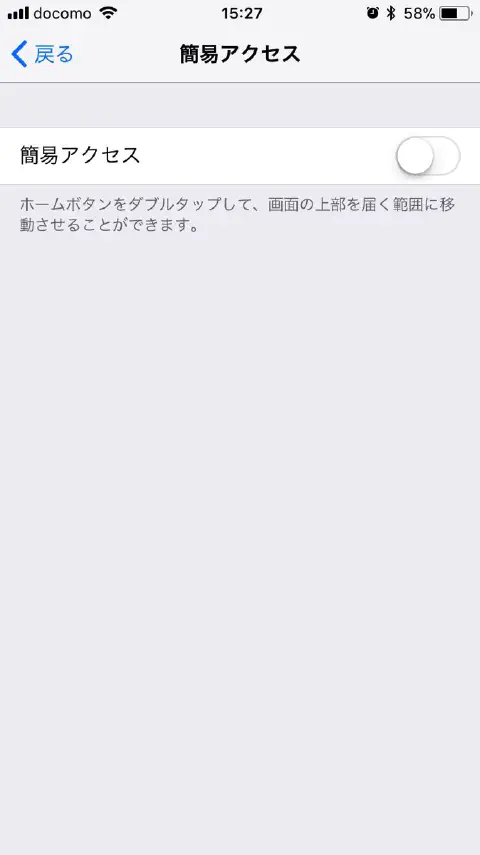 docomo 15:27 58%
戻る 簡易アクセス
簡易アクセス
ホームボタンをダブルタップして、画面の上部を届く範囲に移
動させることができます。